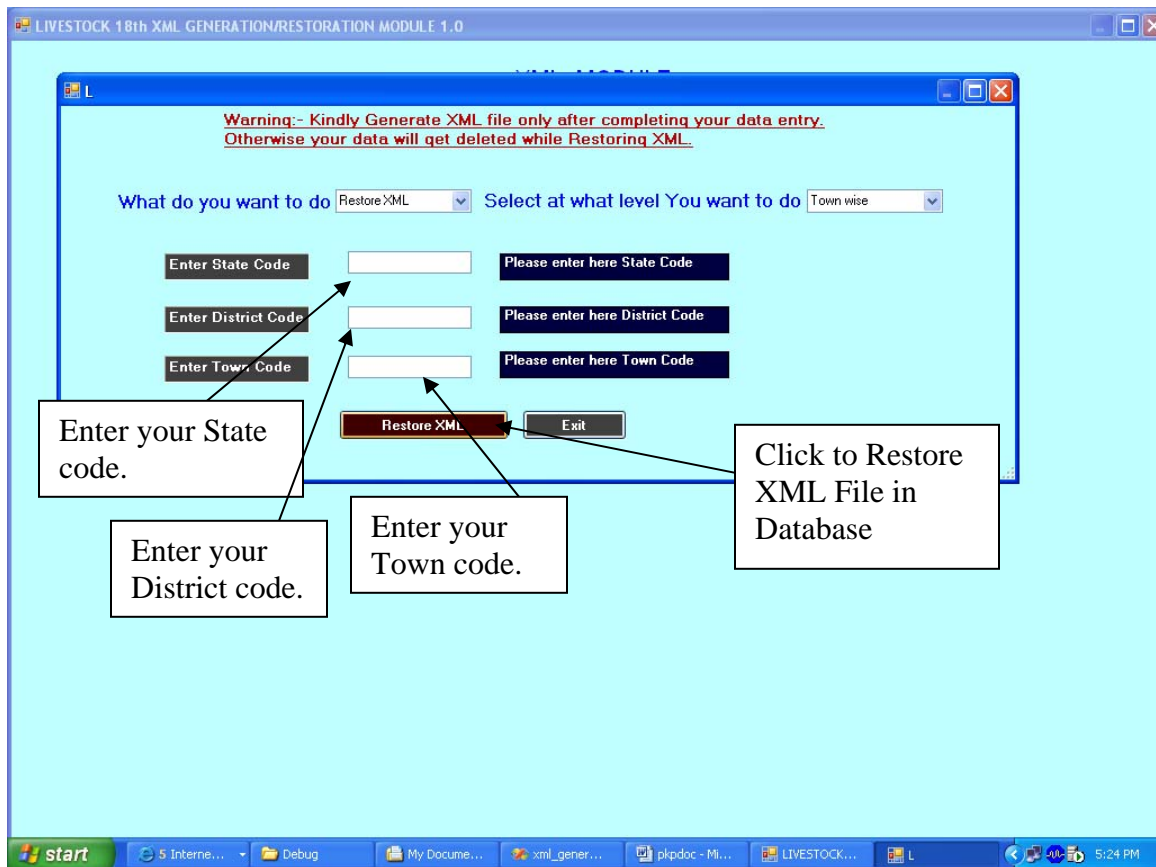 LIVESTOCK 18th XML GENERATION/RESTORATION MODULE 1.0
L
Warning:- Kindly Generate XML file only after completing your data entry.
Otherwise your data will get deleted while Restoring XML.
What do you want to do Restore XML Select at what level You want to do Town wise
Enter State Code Please enter here State Code
Enter District Code Please enter here District Code
Enter Town Code Please enter here Town Code
Restore XML Exit
Enter your State
code.
Click to Restore
XML File in
Database
Enter your
District code.
Enter your
Town code.
start 5 Interne... Debug My Docume... xml_gener... pkpdoc - Mi... LIVESTOCK... L 5:24 PM